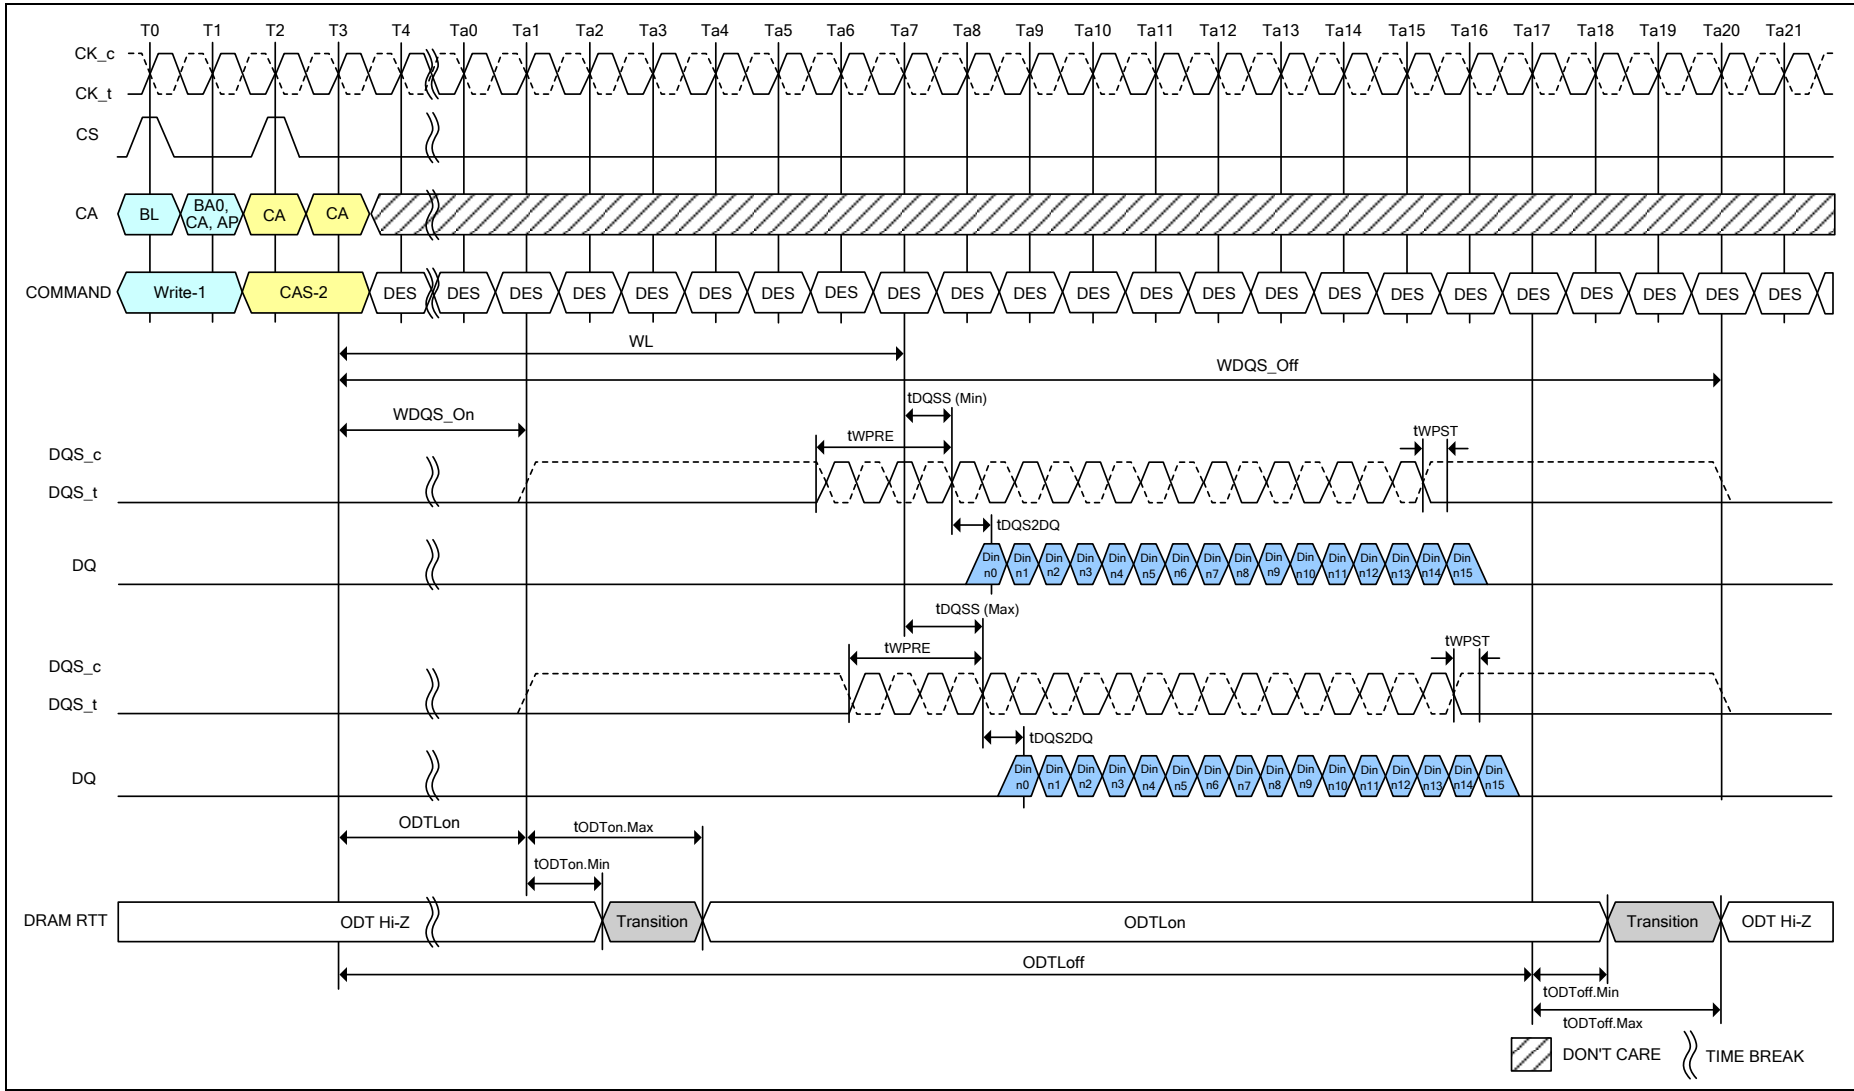 T0 T1 T2 T3 T4 Ta0 Ta1 Ta2 Ta3 Ta4 Ta5 Ta6 Ta7 Ta8 Ta9 Ta10 Ta11 Ta12 Ta13 Ta14 Ta15 Ta16 Ta17 Ta18 Ta19 Ta20 Ta21
CK_c
CK_t
CS
CA BL BA0, CA, AP CA CA
COMMAND Write-1 CAS-2 DES DES DES DES DES DES DES DES DES DES DES DES DES DES DES DES DES DES DES DES DES DES DES
WL
WDQS_Off
tDQSS (Min)
WDQS_On
tWPRE tWPST
DQS_c
DQS_t
tDQS2DQ
DQ Din n0 Din n1 Din n2 Din n3 Din n4 Din n5 Din n6 Din n7 Din n8 Din n9 Din n10 Din n11 Din n12 Din n13 Din n14 Din n15
tDQSS (Max)
tWPRE tWPST
DQS_c
DQS_t
tDQS2DQ
DQ Din n0 Din n1 Din n2 Din n3 Din n4 Din n5 Din n6 Din n7 Din n8 Din n9 Din n10 Din n11 Din n12 Din n13 Din n14 Din n15
ODTLon tODTon.Max
tODTon.Min
DRAM RTT ODT Hi-Z Transition ODTLon Transition ODT Hi-Z
ODTLoff
tODToff.Min
tODToff.Max
DON'T CARE TIME BREAK